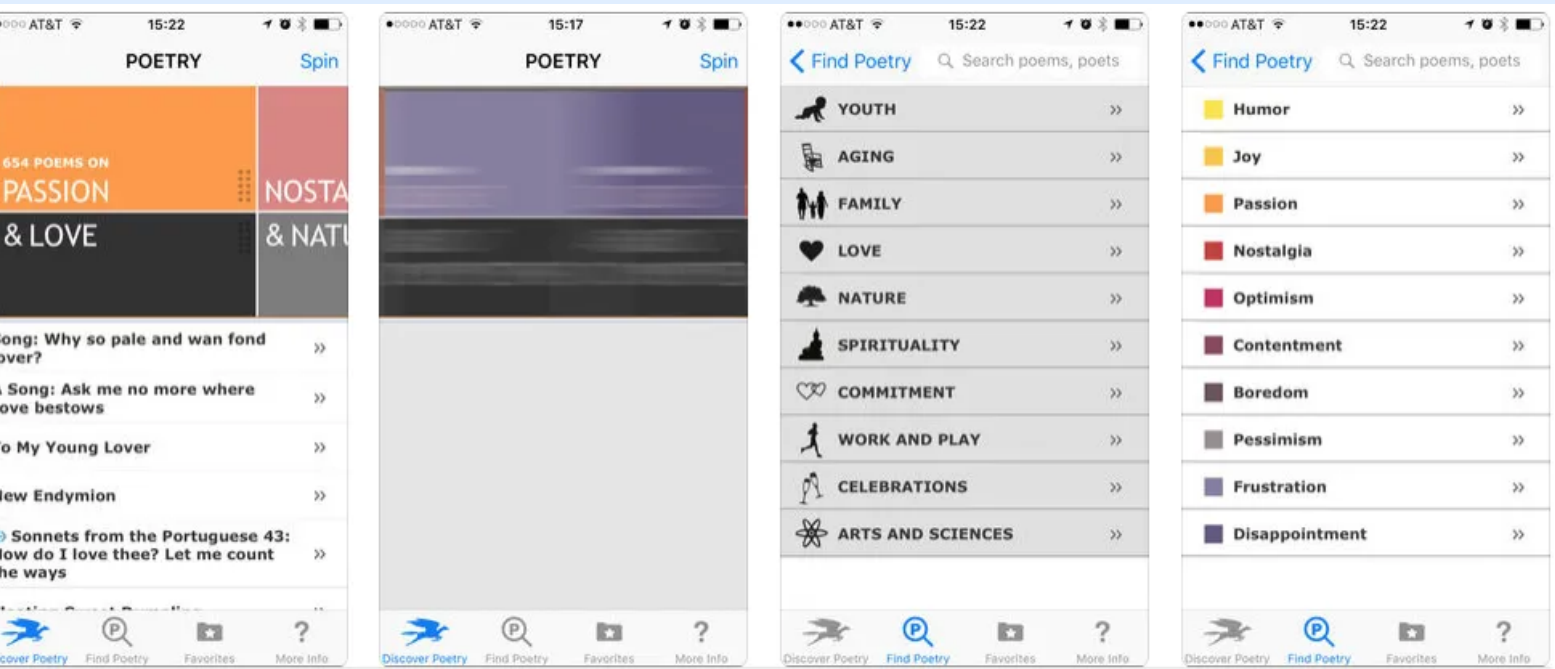 AT&T 15:22
POETRY Spin
654 POEMS ON
PASSION
NOSTA
& LOVE
& NATU
ong: Why so pale and wan fond
over?
Song: Ask me no more where
ove bestows
o My Young Lover
ew Endymion
Sonnets from the Portuguese 43:
ow do I love thee? Let me count
he ways
cover Poetry Find Poetry Favorites More Info
AT&T 15:17
POETRY Spin
Discover Poetry Find Poetry Favorites More Info
AT&T 15:22
Find Poetry Search poems, poets
YOUTH
AGING
FAMILY
LOVE
NATURE
SPIRITUALITY
COMMITMENT
WORK AND PLAY
CELEBRATIONS
ARTS AND SCIENCES
Discover Poetry Find Poetry Favorites More Info
AT&T 15:22
Find Poetry Search poems, poets
Humor
Joy
Passion
Nostalgia
Optimism
Contentment
Boredom
Pessimism
Frustration
Disappointment
Discover Poetry Find Poetry Favorites More Info